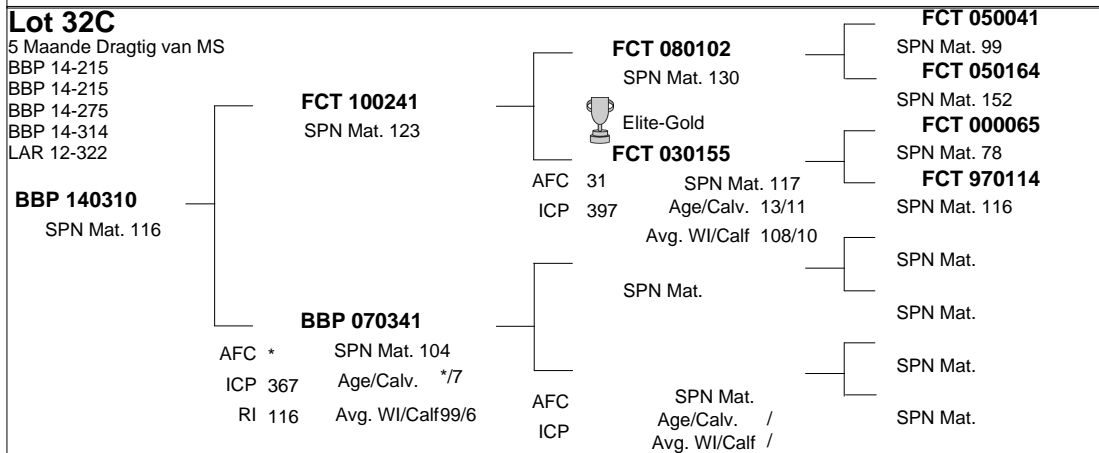 Lot 32C
5 Maande Dragtig van MS
BBP 14-215
BBP 14-215
BBP 14-275
BBP 14-314
LAR 12-322
BBP 140310
SPN Mat. 116
FCT 100241
SPN Mat. 123
BBP 070341
AFC * SPN Mat. 104
ICP 367 Age/Calv. */7
RI 116 Avg. WI/Calf 99/6
FCT 080102
SPN Mat. 130
Elite-Gold
FCT 030155
AFC 31 SPN Mat. 117
ICP 397 Age/Calv. 13/11
Avg. WI/Calf 108/10
SPN Mat.
AFC SPN Mat.
ICP Age/Calv. /
Avg. WI/Calf /
FCT 050041
SPN Mat. 99
FCT 050164
SPN Mat. 152
FCT 000065
SPN Mat. 78
FCT 970114
SPN Mat. 116
SPN Mat.
SPN Mat.
SPN Mat.
SPN Mat.